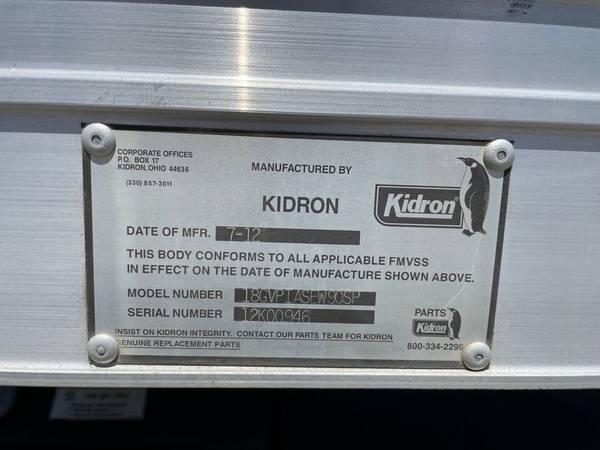 CORPORATE OFFICES
P.O. BOX 17
KIDRON, OHIO 44636
(330) 857-3011
MANUFACTURED BY
KIDRON
Kidron
DATE OF MFR. 7-12
THIS BODY CONFORMS TO ALL APPLICABLE FMVSS
IN EFFECT ON THE DATE OF MANUFACTURE SHOWN ABOVE.
MODEL NUMBER 18GVP1ASFW90SP
SERIAL NUMBER 12K00946
PARTS
Kidron
800-334-2296
INSIST ON KIDRON INTEGRITY. CONTACT OUR PARTS TEAM FOR KIDRON
GENUINE REPLACEMENT PARTS